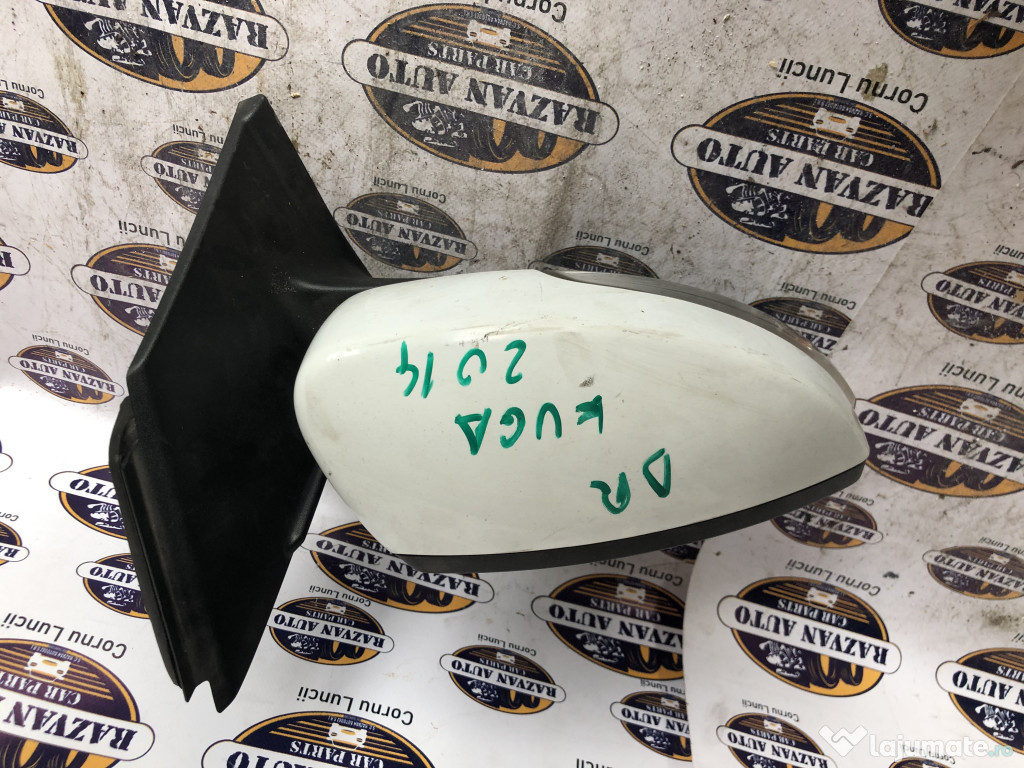 DR
KUGA
2014
Cornu Luncii
CAR PARTS
RAZVAN AUTO
lajumate.ro